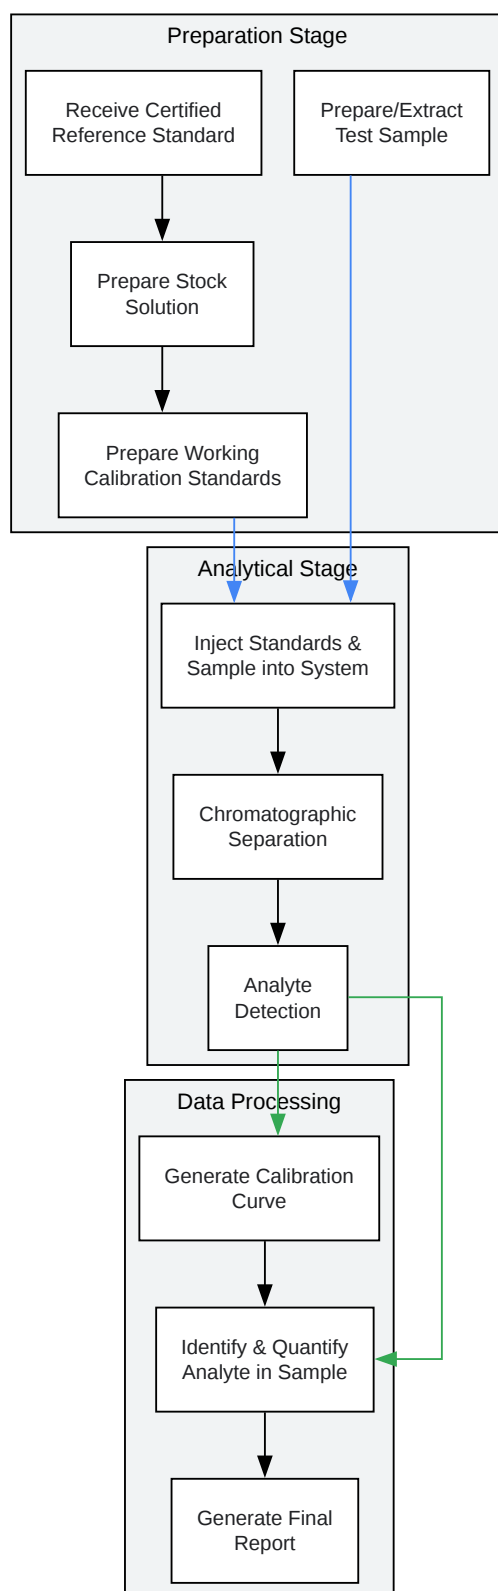 Preparation Stage
Receive Certified
Reference Standard
Prepare/Extract
Test Sample
Prepare Stock
Solution
Prepare Working
Calibration Standards
Analytical Stage
Inject Standards &
Sample into System
Chromatographic
Separation
Analyte
Detection
Data Processing
Generate Calibration
Curve
Identify & Quantify
Analyte in Sample
Generate Final
Report